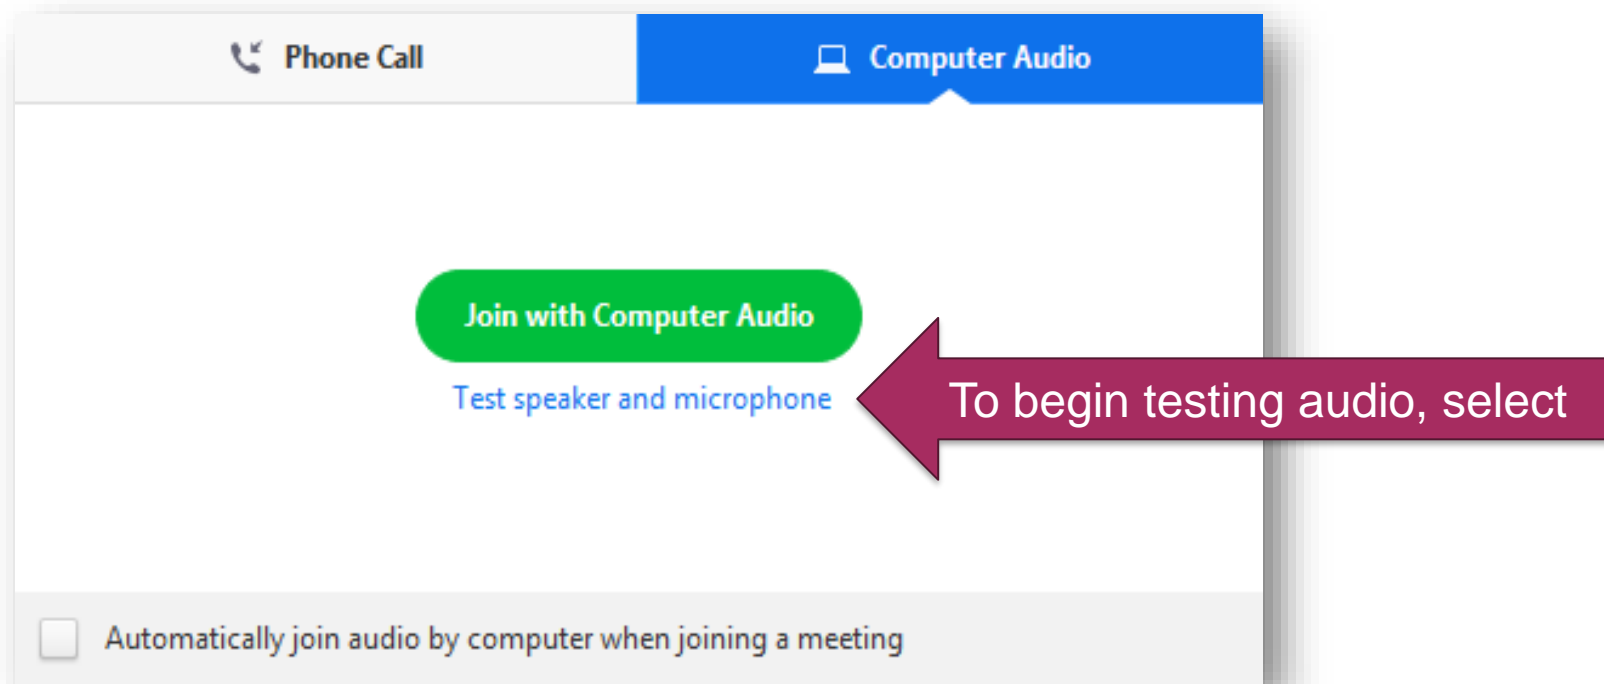 Phone Call
Computer Audio
Join with Computer Audio
Test speaker and microphone
To begin testing audio, select
Automatically join audio by computer when joining a meeting